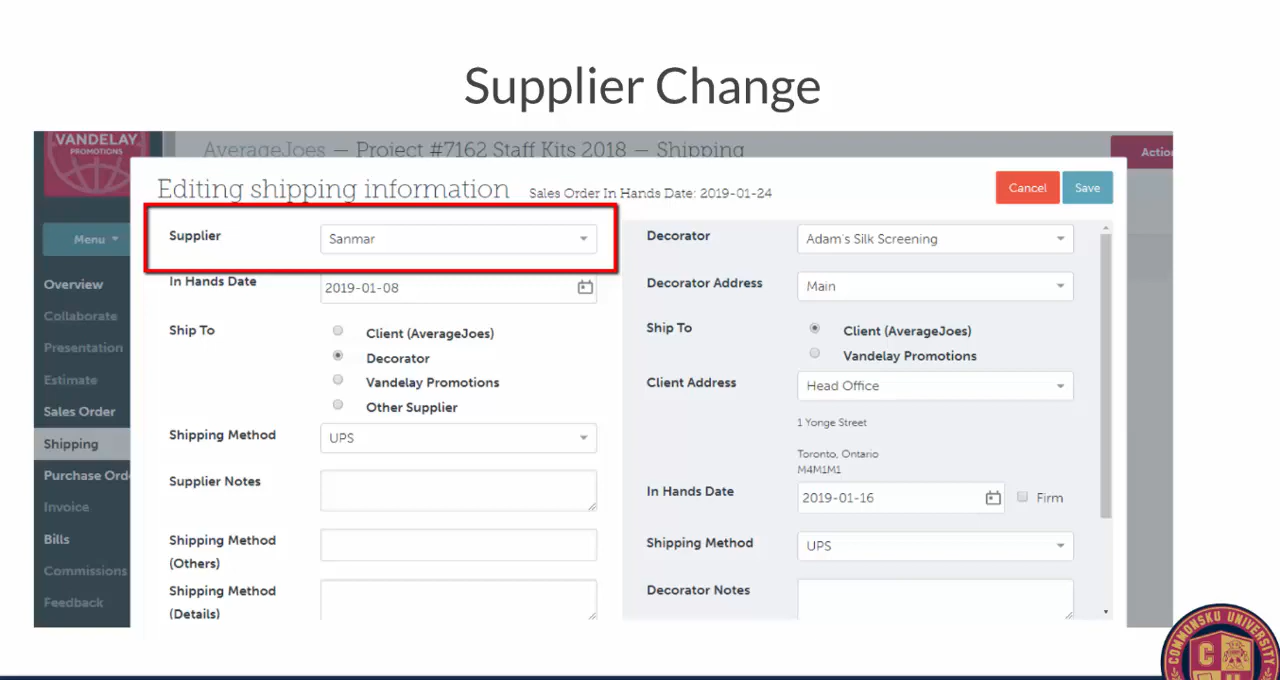 Supplier Change
VANDELAY
PROMOTIONS
AverageJoes — Project #7162 Staff Kits 2018 — Shipping
Actio
Editing shipping information
Sales Order In Hands Date: 2019-01-24
Cancel
Save
Menu
Overview
Collaborate
Presentation
Estimate
Sales Order
Shipping
Purchase Ord
Invoice
Bills
Commissions
Feedback
Supplier
Sanmar
In Hands Date
2019-01-08
Ship To
Client (AverageJoes)
Decorator
Vandelay Promotions
Other Supplier
Shipping Method
UPS
Supplier Notes
Shipping Method
(Others)
Shipping Method
(Details)
Decorator
Adam's Silk Screening
Decorator Address
Main
Ship To
Client (AverageJoes)
Vandelay Promotions
Client Address
Head Office
1 Yonge Street
Toronto, Ontario
M4M1M1
In Hands Date
2019-01-16
Firm
Shipping Method
UPS
Decorator Notes
COMMONSKU UNIVERSITY
C